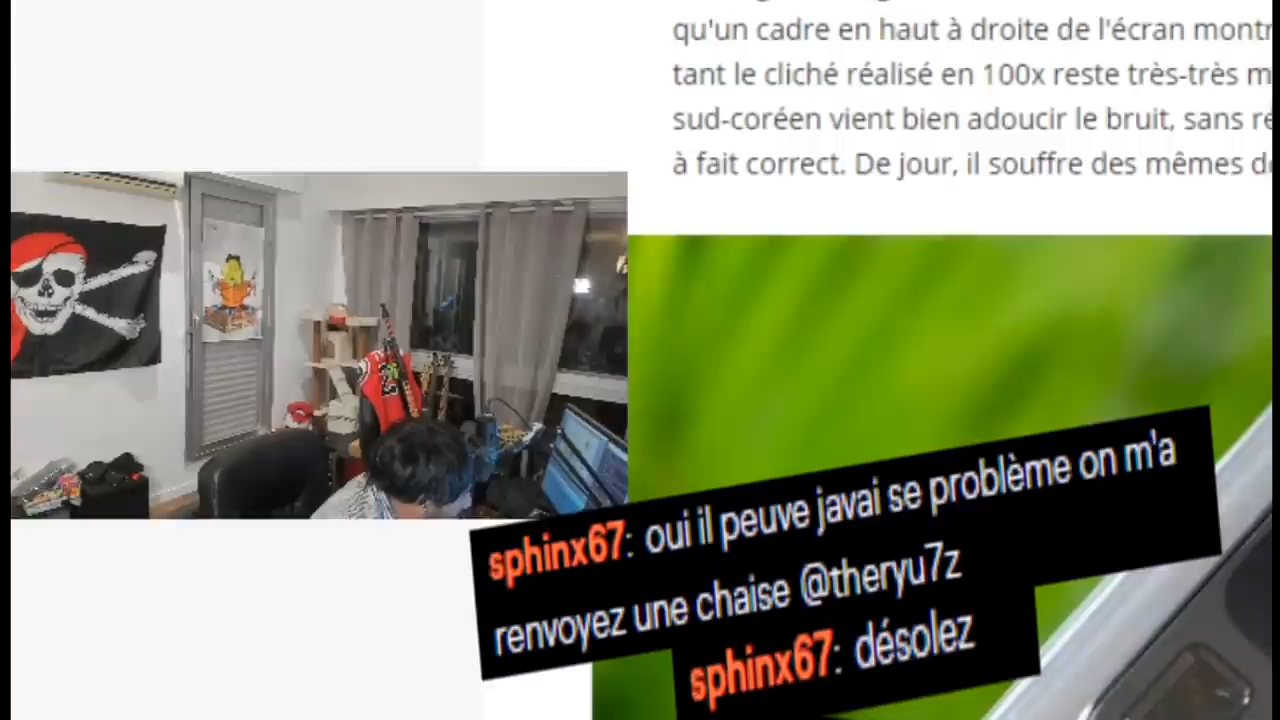 qu'un cadre en haut à droite de l'écran montr
tant le cliché réalisé en 100x reste très-très m
sud-coréen vient bien adoucir le bruit, sans ré
à fait correct. De jour, il souffre des mêmes d
sphinx67: oui il peuve javai se problème on m'a
renvoyez une chaise @theryu7z
sphinx67: désolez